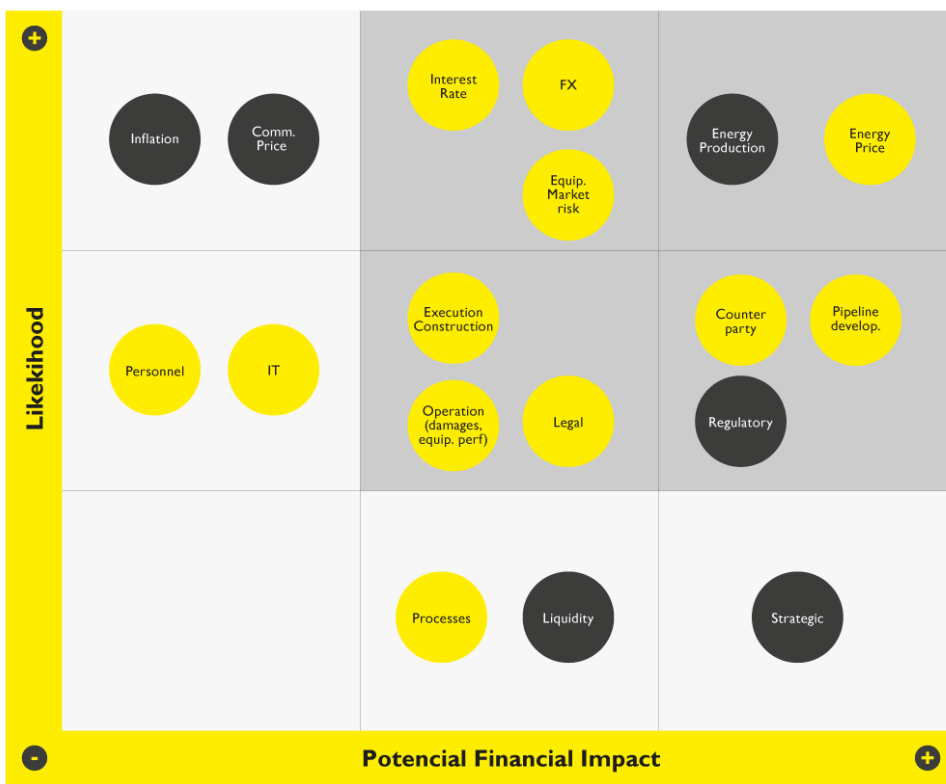 +
Interest
Rate
FX
Inflation
Comm.
Price
Energy
Production
Energy
Price
Equip.
Market
risk
Likekihood
Execution
Construction
Counter
party
Pipeline
develop.
Personnel
IT
Operation
(damages,
equip. perf)
Legal
Regulatory
Processes
Liquidity
Strategic
-
Potencial Financial Impact
+